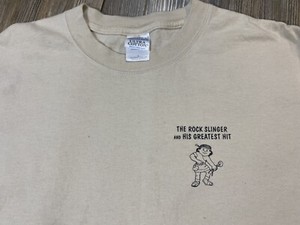 THE ROCK SLINGER
AND HIS GREATEST HIT